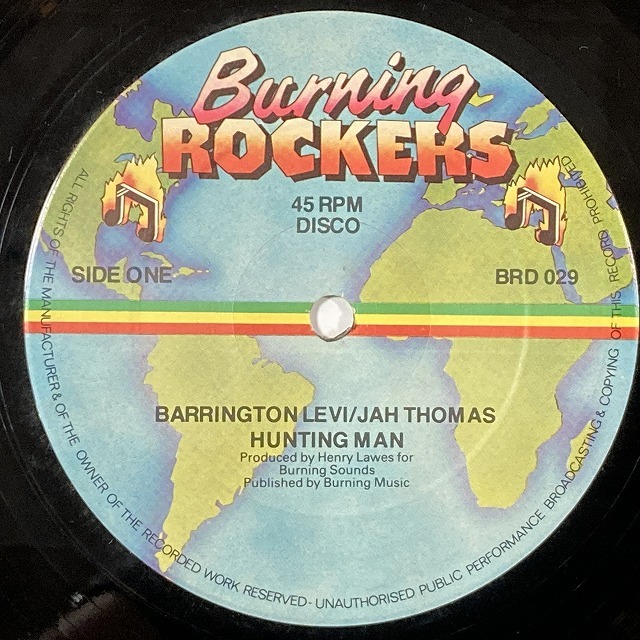 Burning
ROCKERS
45 RPM
DISCO
SIDE ONE
BRD 029
BARRINGTON LEVI/JAH THOMAS
HUNTING MAN
Produced by Henry Lawes for
Burning Sounds
Published by Burning Music
ALL RIGHTS OF THE MANUFACTURER & OF THE OWNER OF THE RECORDED WORK RESERVED - UNAUTHORISED PUBLIC PERFORMANCE BROADCASTING & COPYING OF THIS RECORD PROHIBITED